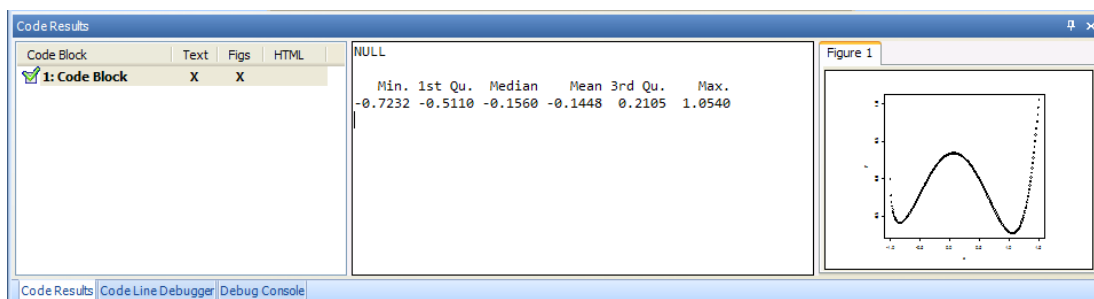 Code Results
Code Block Text Figs HTML
1: Code Block X X
NULL
Min. 1st Qu. Median Mean 3rd Qu. Max.
-0.7232 -0.5110 -0.1560 -0.1448 0.2105 1.0540
Figure 1
Code Results Code Line Debugger Debug Console